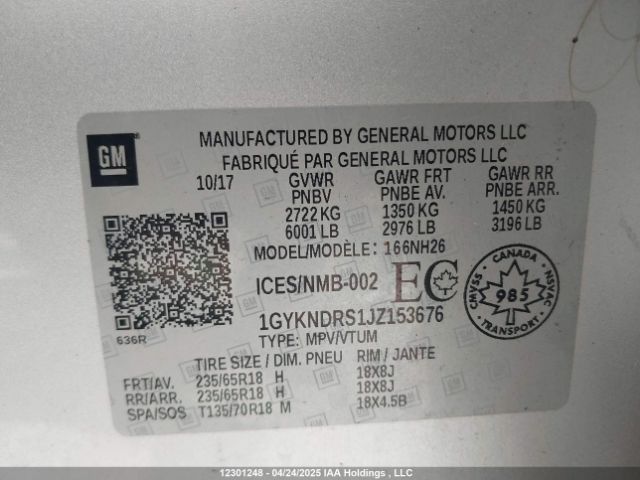 GM
MANUFACTURED BY GENERAL MOTORS LLC
FABRIQUÉ PAR GENERAL MOTORS LLC
10/17 GVWR GAWR FRT GAWR RR
PNBV PNBE AV. PNBE ARR.
2722 KG 1350 KG 1450 KG
6001 LB 2976 LB 3196 LB
MODEL/MODÈLE: 166NH26
ICES/NMB-002 EC
CANADA
CMVSS 985 NSVAC
TRANSPORT
1GYKNDRS1JZ153676
636R
TYPE: MPV/VTUM
TIRE SIZE / DIM. PNEU RIM / JANTE
FRT/AV. 235/65R18 H 18X8J
RR/ARR. 235/65R18 H 18X8J
SPA/SOS T135/70R18 M 18X4.5B
12301248 - 04/24/2025 IAA Holdings , LLC